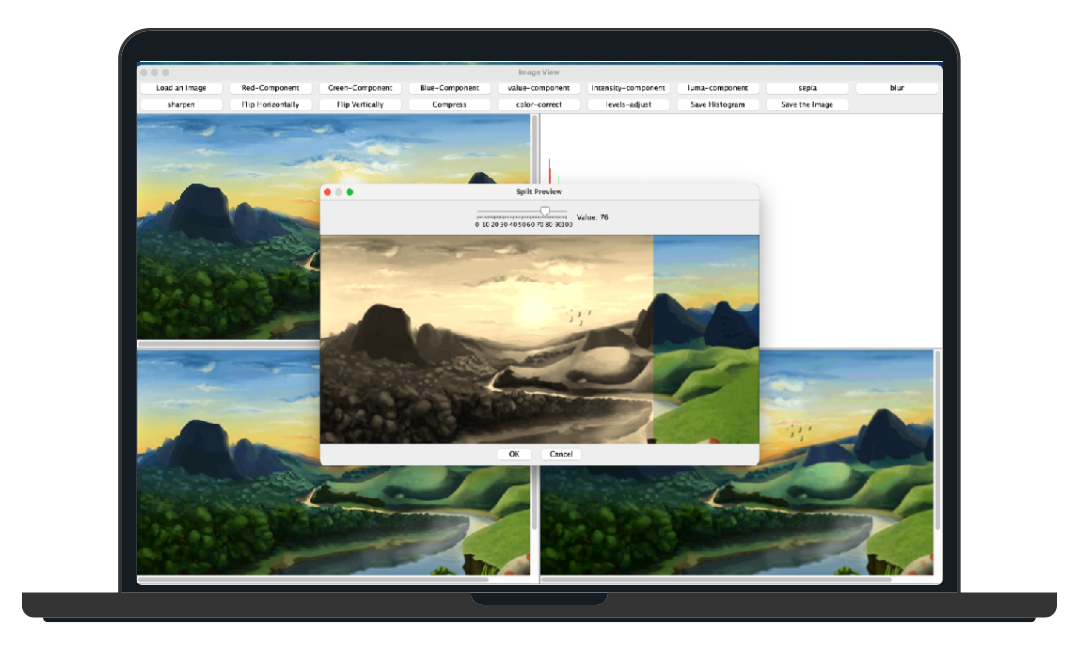 Image View
Load an Image Red-Component Green-Component Blue-Component value-component intensity-component luma-component sepia blur
sharpen Flip Horizontally Flip Vertically Compress color-correct levels-adjust Save Histogram Save the Image
Split Preview
Value: 76
0 10 20 30 40 50 60 70 80 90 100
OK Cancel